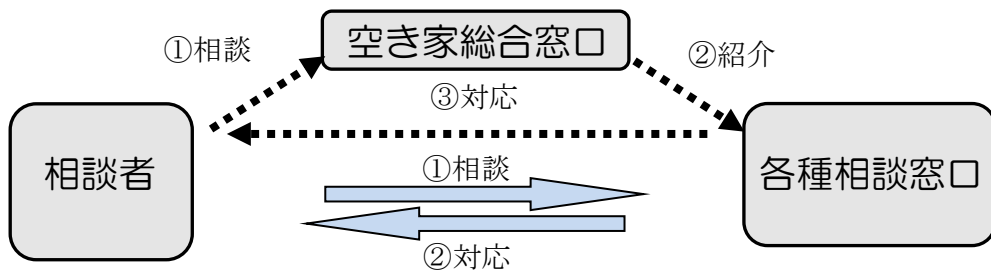 空き家総合窓口
①相談
②紹介
③対応
相談者
各種相談窓口
①相談
②対応